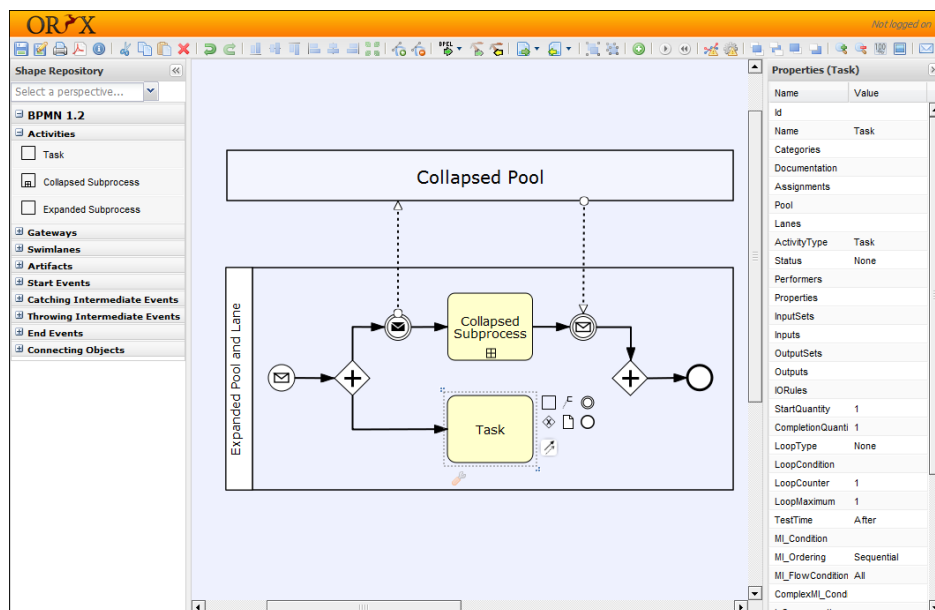 ORYX
Not logged on
BPEL
100
Shape Repository
Select a perspective...
BPMN 1.2
Activities
Task
Collapsed Subprocess
Expanded Subprocess
Gateways
Swimlanes
Artifacts
Start Events
Catching Intermediate Events
Throwing Intermediate Events
End Events
Connecting Objects
Collapsed Pool
Expanded Pool and Lane
Collapsed
Subprocess
Task
Properties (Task)
Name Value
Id
Name Task
Categories
Documentation
Assignments
Pool
Lanes
ActivityType Task
Status None
Performers
Properties
InputSets
Inputs
OutputSets
Outputs
IORules
StartQuantity 1
CompletionQuanti 1
LoopType None
LoopCondition
LoopCounter 1
LoopMaximum 1
TestTime After
MI_Condition
MI_Ordering Sequential
MI_FlowCondition All
ComplexMI_Cond